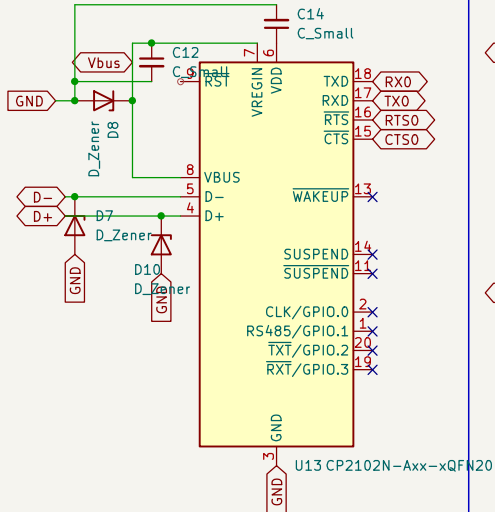 C14
C_Small
C12
C_Small
Vbus
7
6
9
RST
VREGIN
VDD
TXD
18
RX0
GND
RXD
17
TX0
D8
D_Zener
RTS
16
RTS0
CTS
15
CTS0
8
VBUS
D-
5
D-
WAKEUP
13
D+
4
D+
D7
D_Zener
D10
D_Zener
GND
GND
SUSPEND
14
SUSPEND
11
CLK/GPIO.0
2
RS485/GPIO.1
1
TXT/GPIO.2
20
RXT/GPIO.3
19
GND
3
U13
CP2102N-Axx-xQFN20
GND